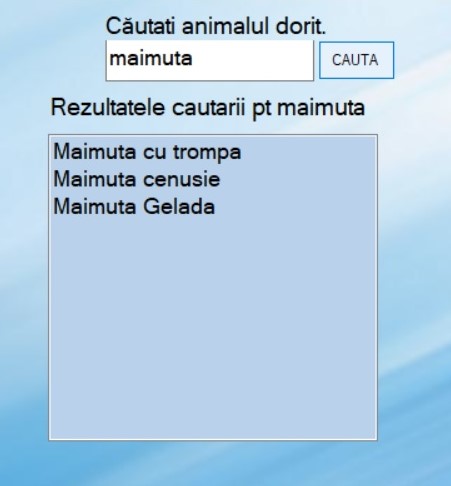 Căutati animalul dorit.
maimuta
CAUTA
Rezultatele cautarii pt maimuta
Maimuta cu trompa
Maimuta cenusie
Maimuta Gelada